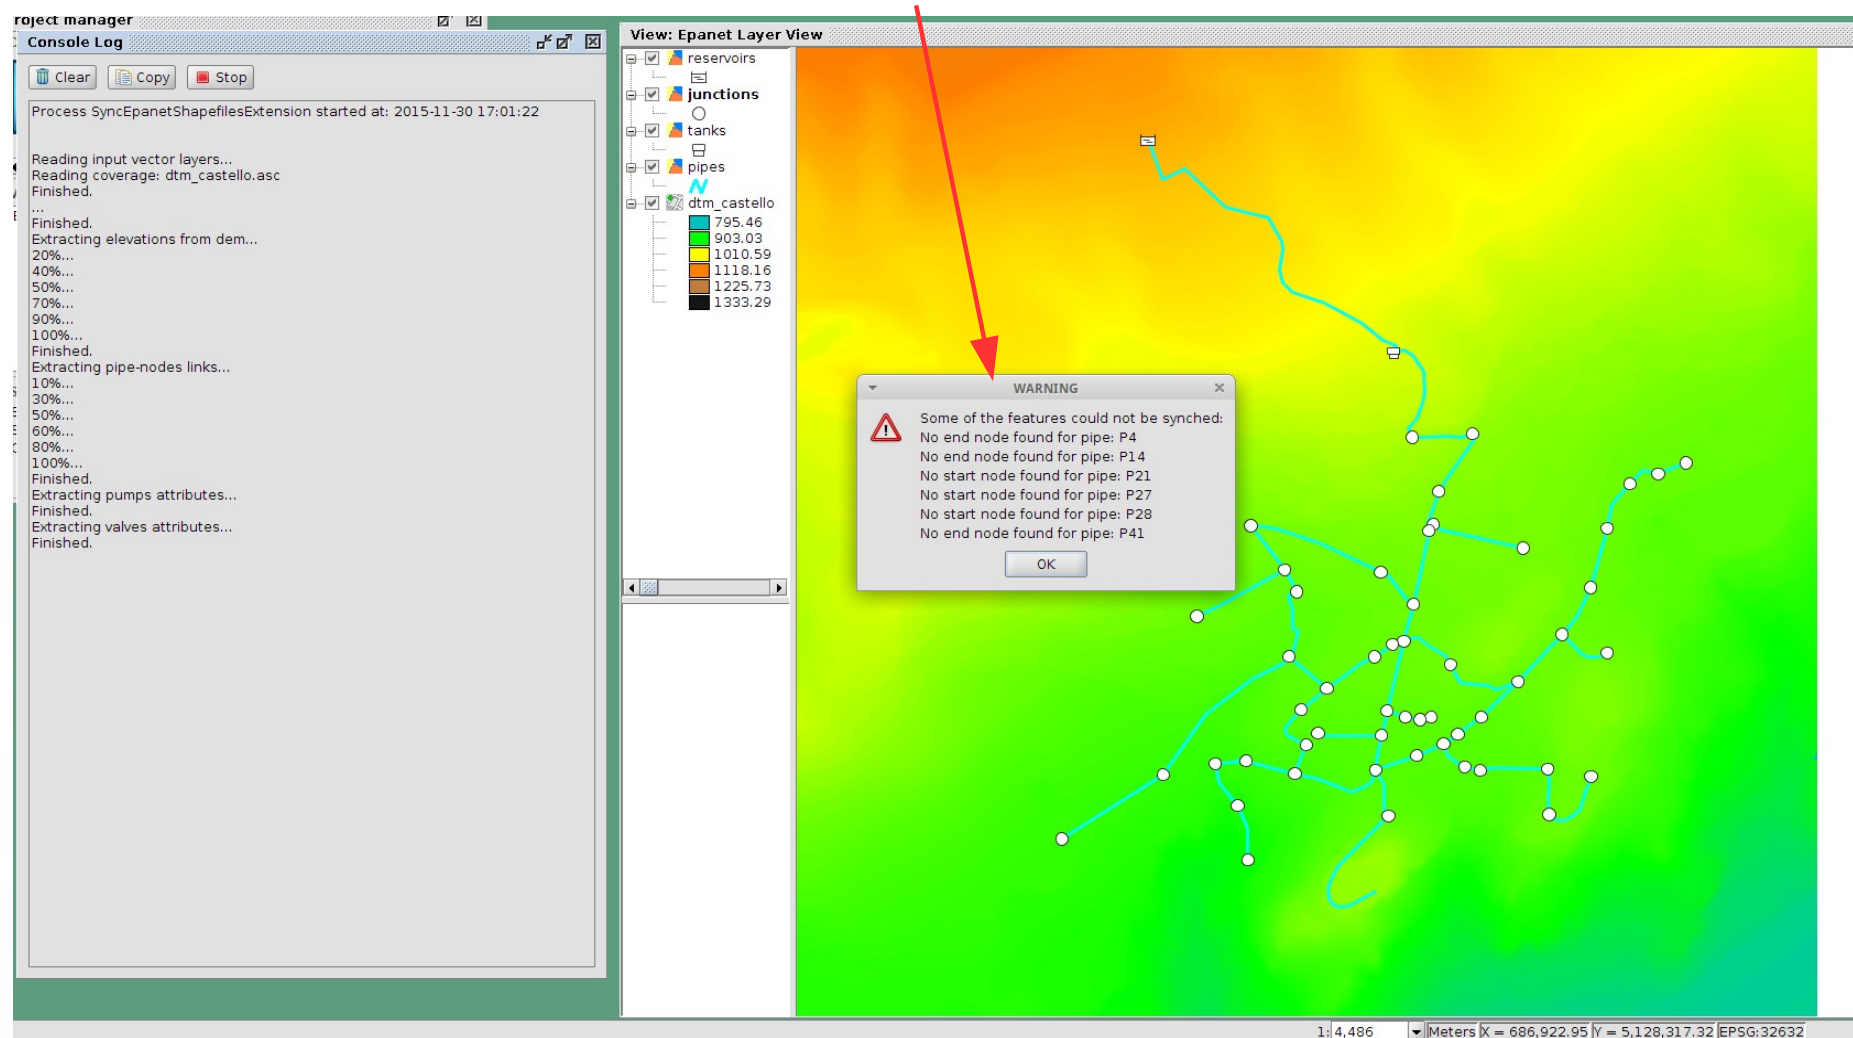 roject manager
Console Log
Clear
Copy
Stop
Process SyncEpanetShapefilesExtension started at: 2015-11-30 17:01:22
Reading input vector layers...
Reading coverage: dtm_castello.asc
Finished.
...
Finished.
Extracting elevations from dem...
20%...
40%...
50%...
70%...
90%...
100%...
Finished.
Extracting pipe-nodes links...
10%...
30%...
50%...
60%...
80%...
100%...
Finished.
Extracting pumps attributes...
Finished.
Extracting valves attributes...
Finished.
View: Epanet Layer View
reservoirs
junctions
tanks
pipes
dtm_castello
795.46
903.03
1010.59
1118.16
1225.73
1333.29
WARNING
Some of the features could not be synched:
No end node found for pipe: P4
No end node found for pipe: P14
No start node found for pipe: P21
No start node found for pipe: P27
No start node found for pipe: P28
No end node found for pipe: P41
OK
1: 4,486 Meters X = 686,922.95 Y = 5,128,317.32 EPSG:32632